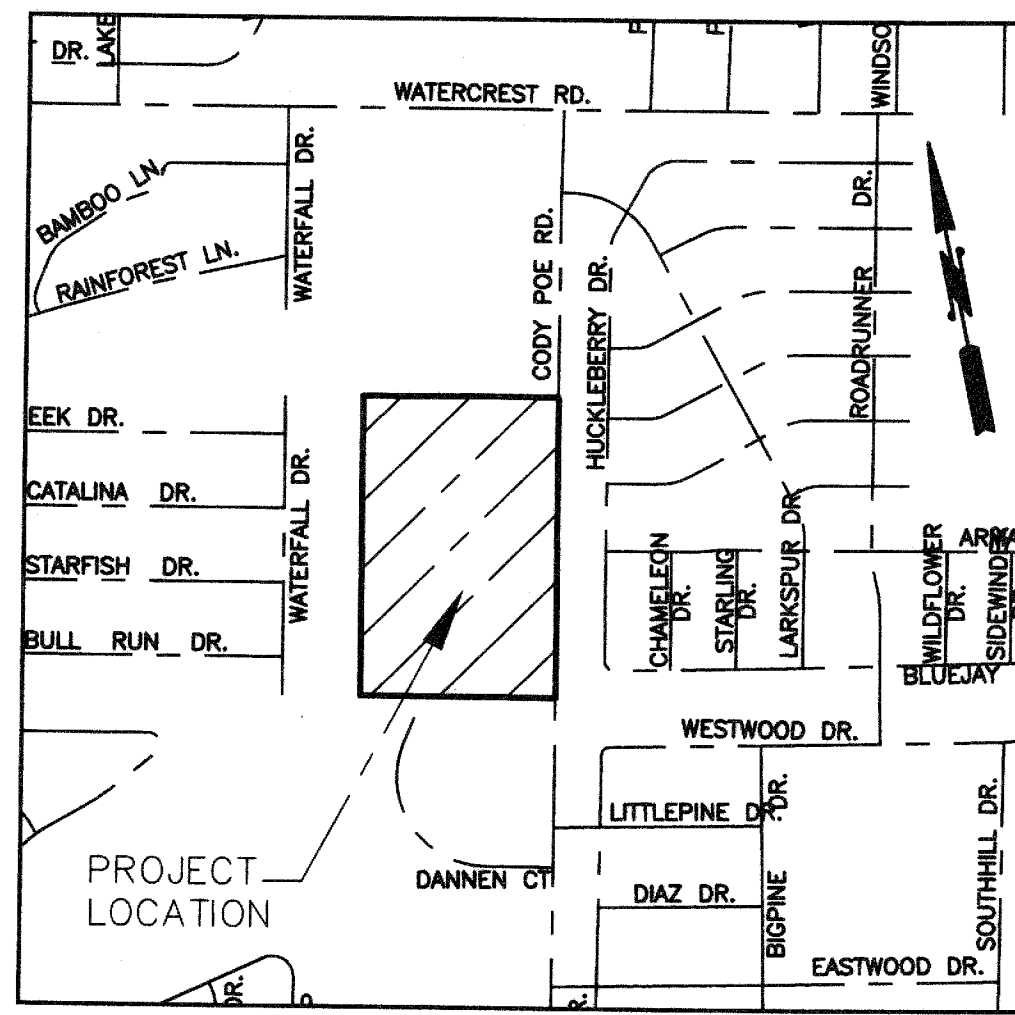 DR.
LAKE
WINDSO
WATERCREST RD.
BAMBOO LN.
RAINFOREST LN.
WATERFALL DR.
CODY POE RD.
HUCKLEBERRY DR.
ROADRUNNER DR.
EEK DR.
CATALINA DR.
STARFISH DR.
BULL RUN DR.
WATERFALL DR.
CHAMELEON
DR.
STARLING
DR.
LARKSPUR DR.
WILDFLOWER
DR.
SIDEWINDE
BLUEJAY
WESTWOOD DR.
LITTLEPINE DR.
BIGPINE DR.
DIAZ DR.
SOUTHHILL DR.
EASTWOOD DR.
DANNEN CT
PROJECT
LOCATION
DR.
R.